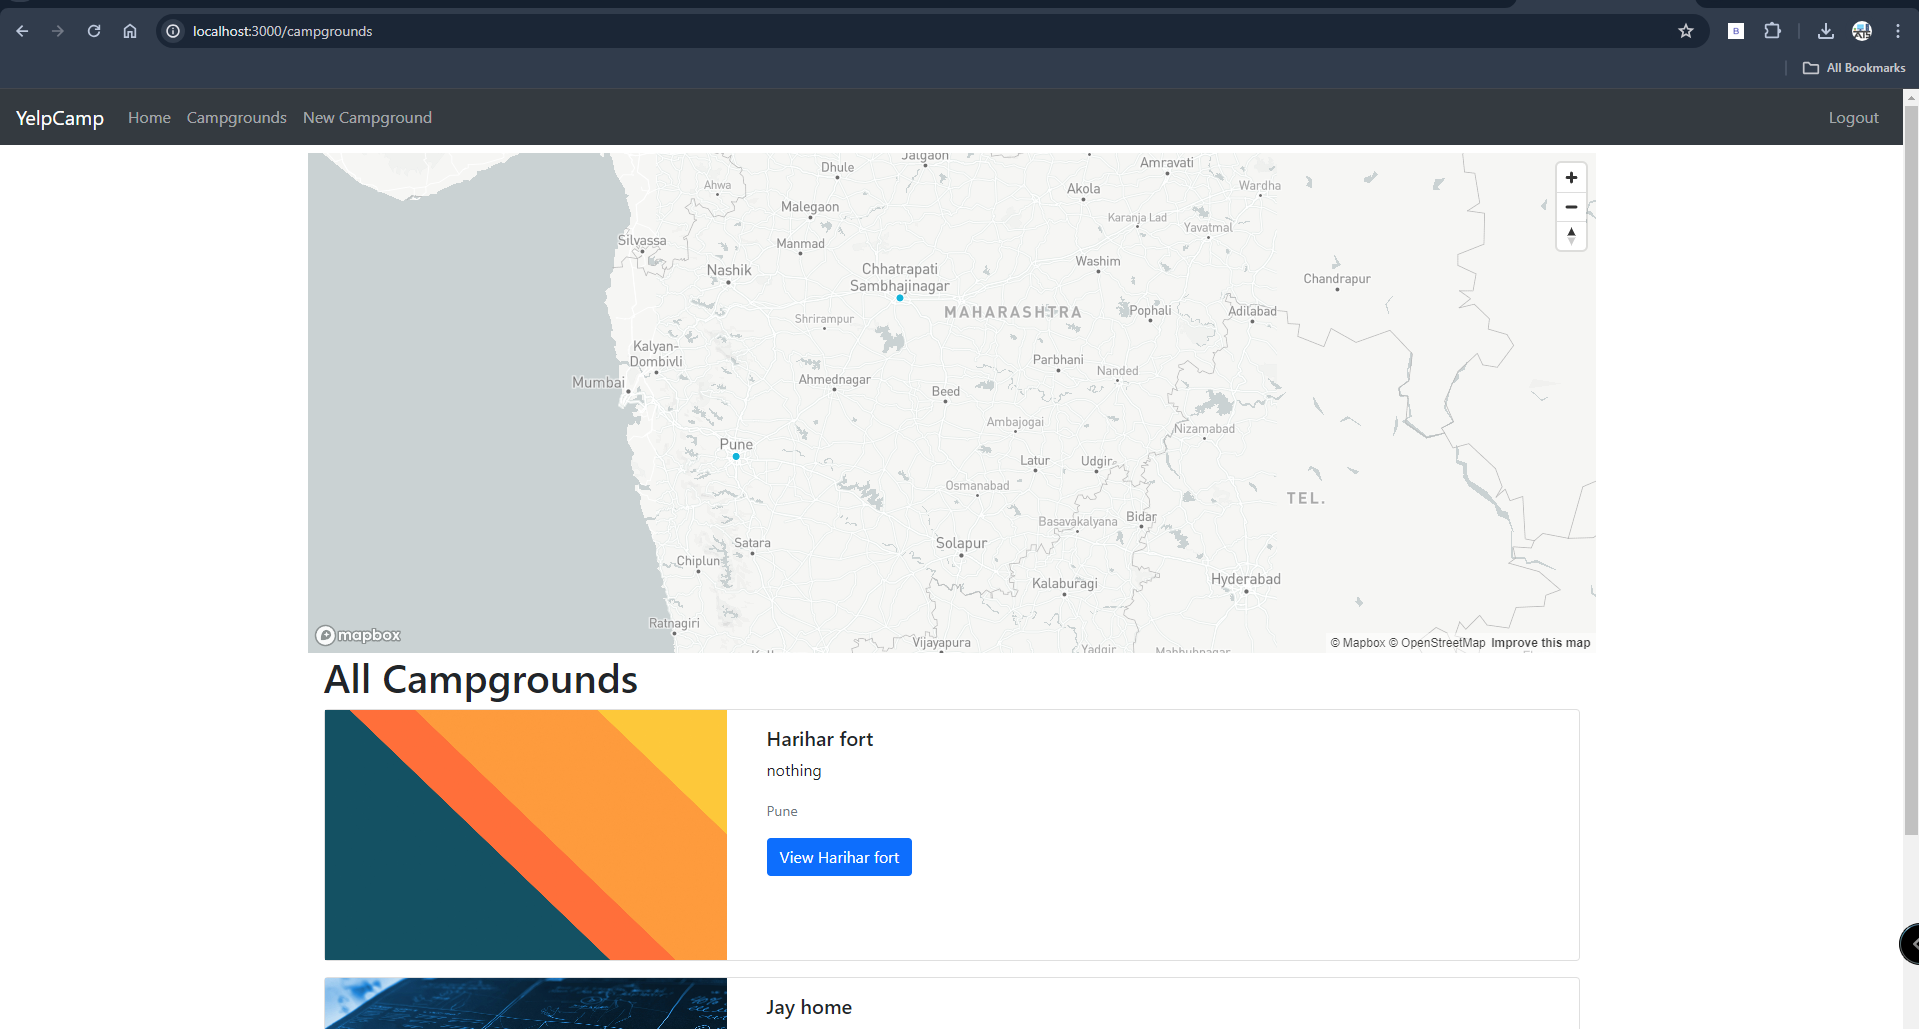 localhost:3000/campgrounds
B
All Bookmarks
YelpCamp Home Campgrounds New Campground Logout
Jalgaon
Amravati
Dhule
Ahwa
Akola
Wardha
Malegaon
Karanja Lad
Yavatmal
Silvassa
Manmad
Washim
Nashik
Chhatrapati
Sambhajinagar
Chandrapur
MAHARASHTRA
Pophali
Adilabad
Shrirampur
Kalyan-
Dombivli
Parbhani
Nanded
Mumbai
Ahmednagar
Beed
Ambajogai
Nizamabad
Pune
Latur
Udgir
Osmanabad
TEL.
Basavakalyana
Bidar
Satara
Solapur
Chiplun
Kalaburagi
Hyderabad
Ratnagiri
Vijayapura
Yadgir
Mahbubnagar
mapbox
© Mapbox © OpenStreetMap Improve this map
All Campgrounds
Harihar fort
nothing
Pune
View Harihar fort
Jay home